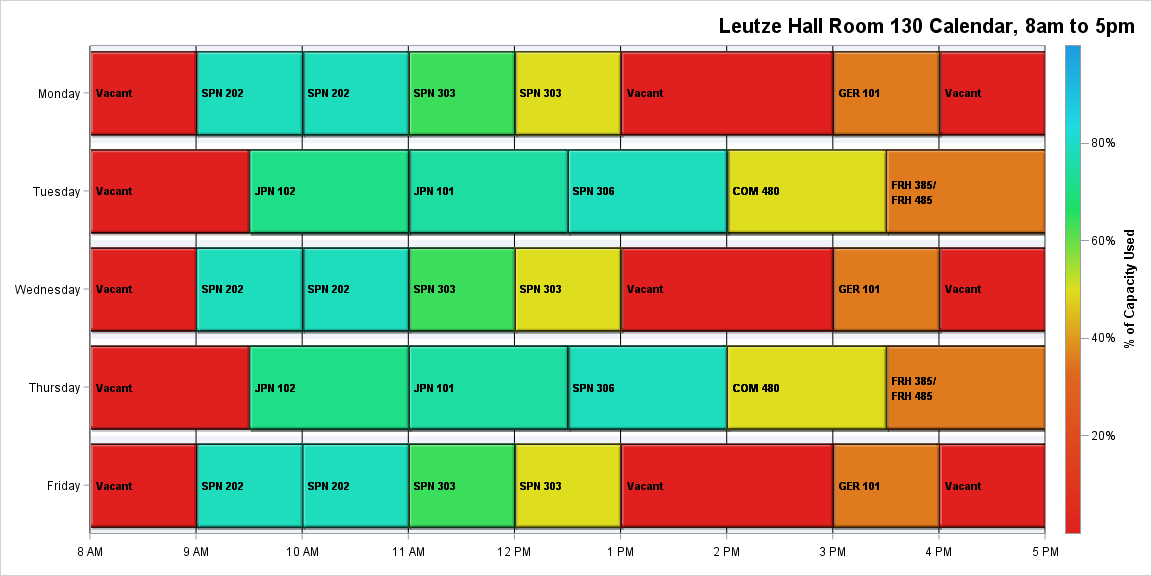 Leutze Hall Room 130 Calendar, 8am to 5pm
Monday
Vacant
SPN 202
SPN 202
SPN 303
SPN 303
Vacant
GER 101
Vacant
Tuesday
Vacant
JPN 102
JPN 101
SPN 306
COM 480
FRH 385/
FRH 485
Wednesday
Vacant
SPN 202
SPN 202
SPN 303
SPN 303
Vacant
GER 101
Vacant
Thursday
Vacant
JPN 102
JPN 101
SPN 306
COM 480
FRH 385/
FRH 485
Friday
Vacant
SPN 202
SPN 202
SPN 303
SPN 303
Vacant
GER 101
Vacant
8 AM
9 AM
10 AM
11 AM
12 PM
1 PM
2 PM
3 PM
4 PM
5 PM
80%
60%
40%
20%
% of Capacity Used